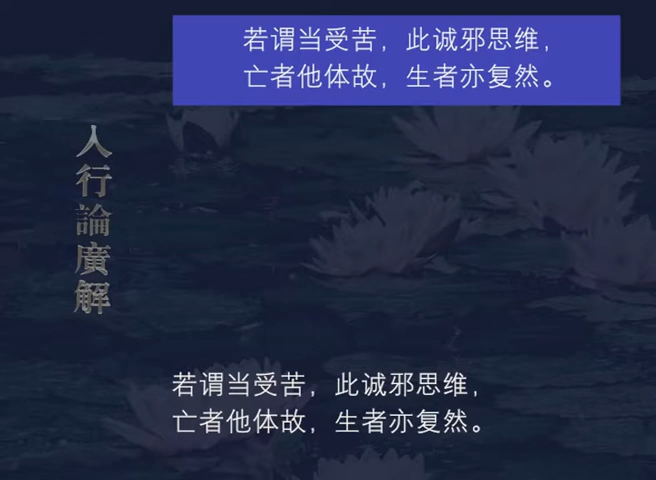 若谓当受苦，此诚邪思维，
亡者他体故，生者亦复然。
入行論廣解
若谓当受苦，此诚邪思维，
亡者他体故，生者亦复然。